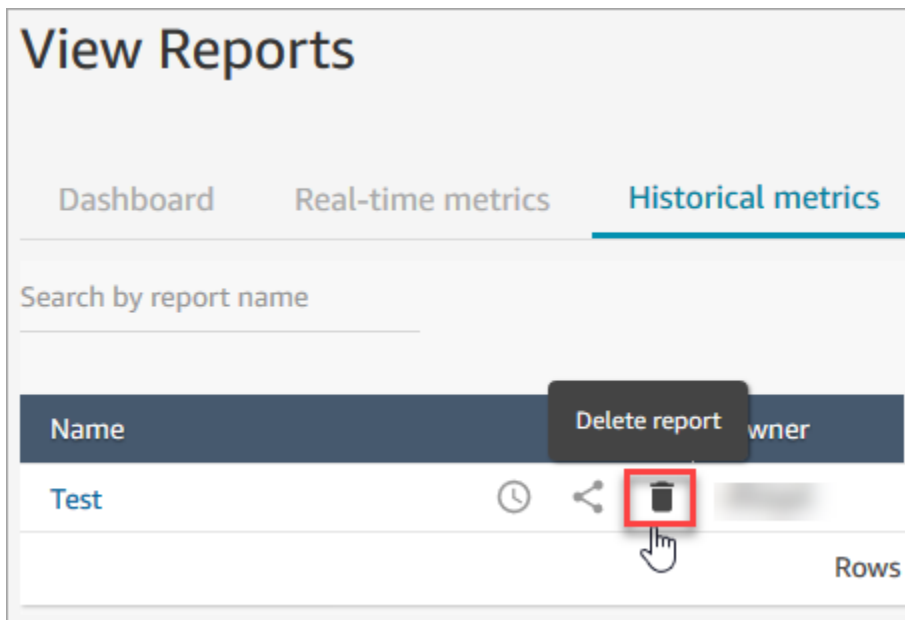 View Reports
Dashboard Real-time metrics Historical metrics
Search by report name
Delete report
Name wner
Test
Rows